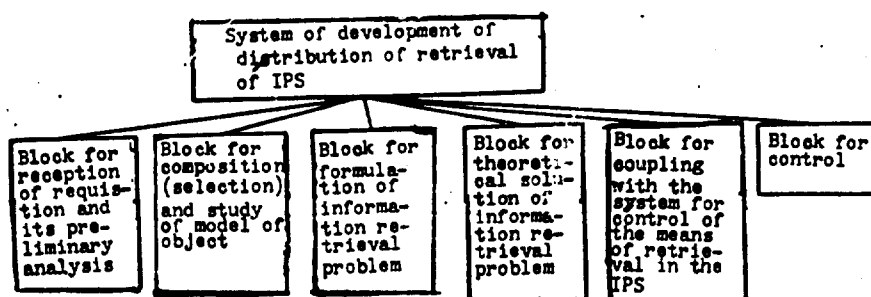 System of development of
distribution of retrieval
of IPS
Block for
reception
of requis-
tion and
its pre-
liminary
analysis
Block for
composition
(selection)
and study
of model of
object
Block for
formula-
tion of
informa-
tion re-
trieval
problem
Block for
theoreti-
cal solu-
tion of
informa-
tion re-
trieval
problem
Block for
coupling
with the
system for
control of
the means
of retrie-
val in the
IPS
Block for
control